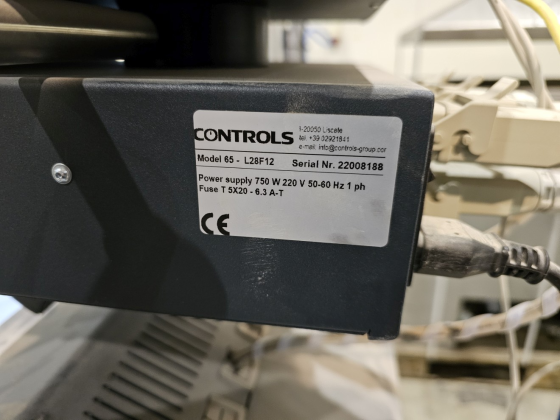 CONTROLS
I-20060 Liscate
tel. +39 02921841
e-mail: info@controls-group.com
Model 65 - L28F12 Serial Nr. 22008188
Power supply 750 W 220 V 50-60 Hz 1 ph
Fuse T 5X20 - 6.3 A-T
CE